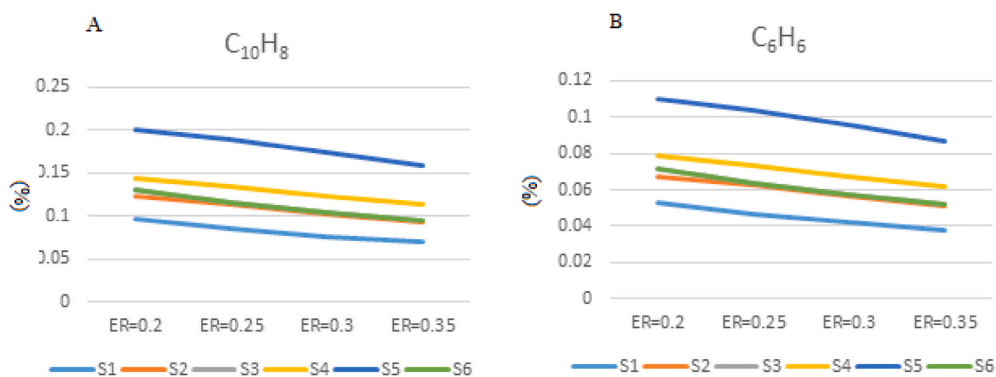 A
C₁₀H₈
0.25
0.2
0.15
0.1
0.05
0
(%)
ER=0.2 ER=0.25 ER=0.3 ER=0.35
S1 S2 S3 S4 S5 S6
B
C₆H₆
0.12
0.1
0.08
0.06
0.04
0.02
0
(%)
ER=0.2 ER=0.25 ER=0.3 ER=0.35
S1 S2 S3 S4 S5 S6